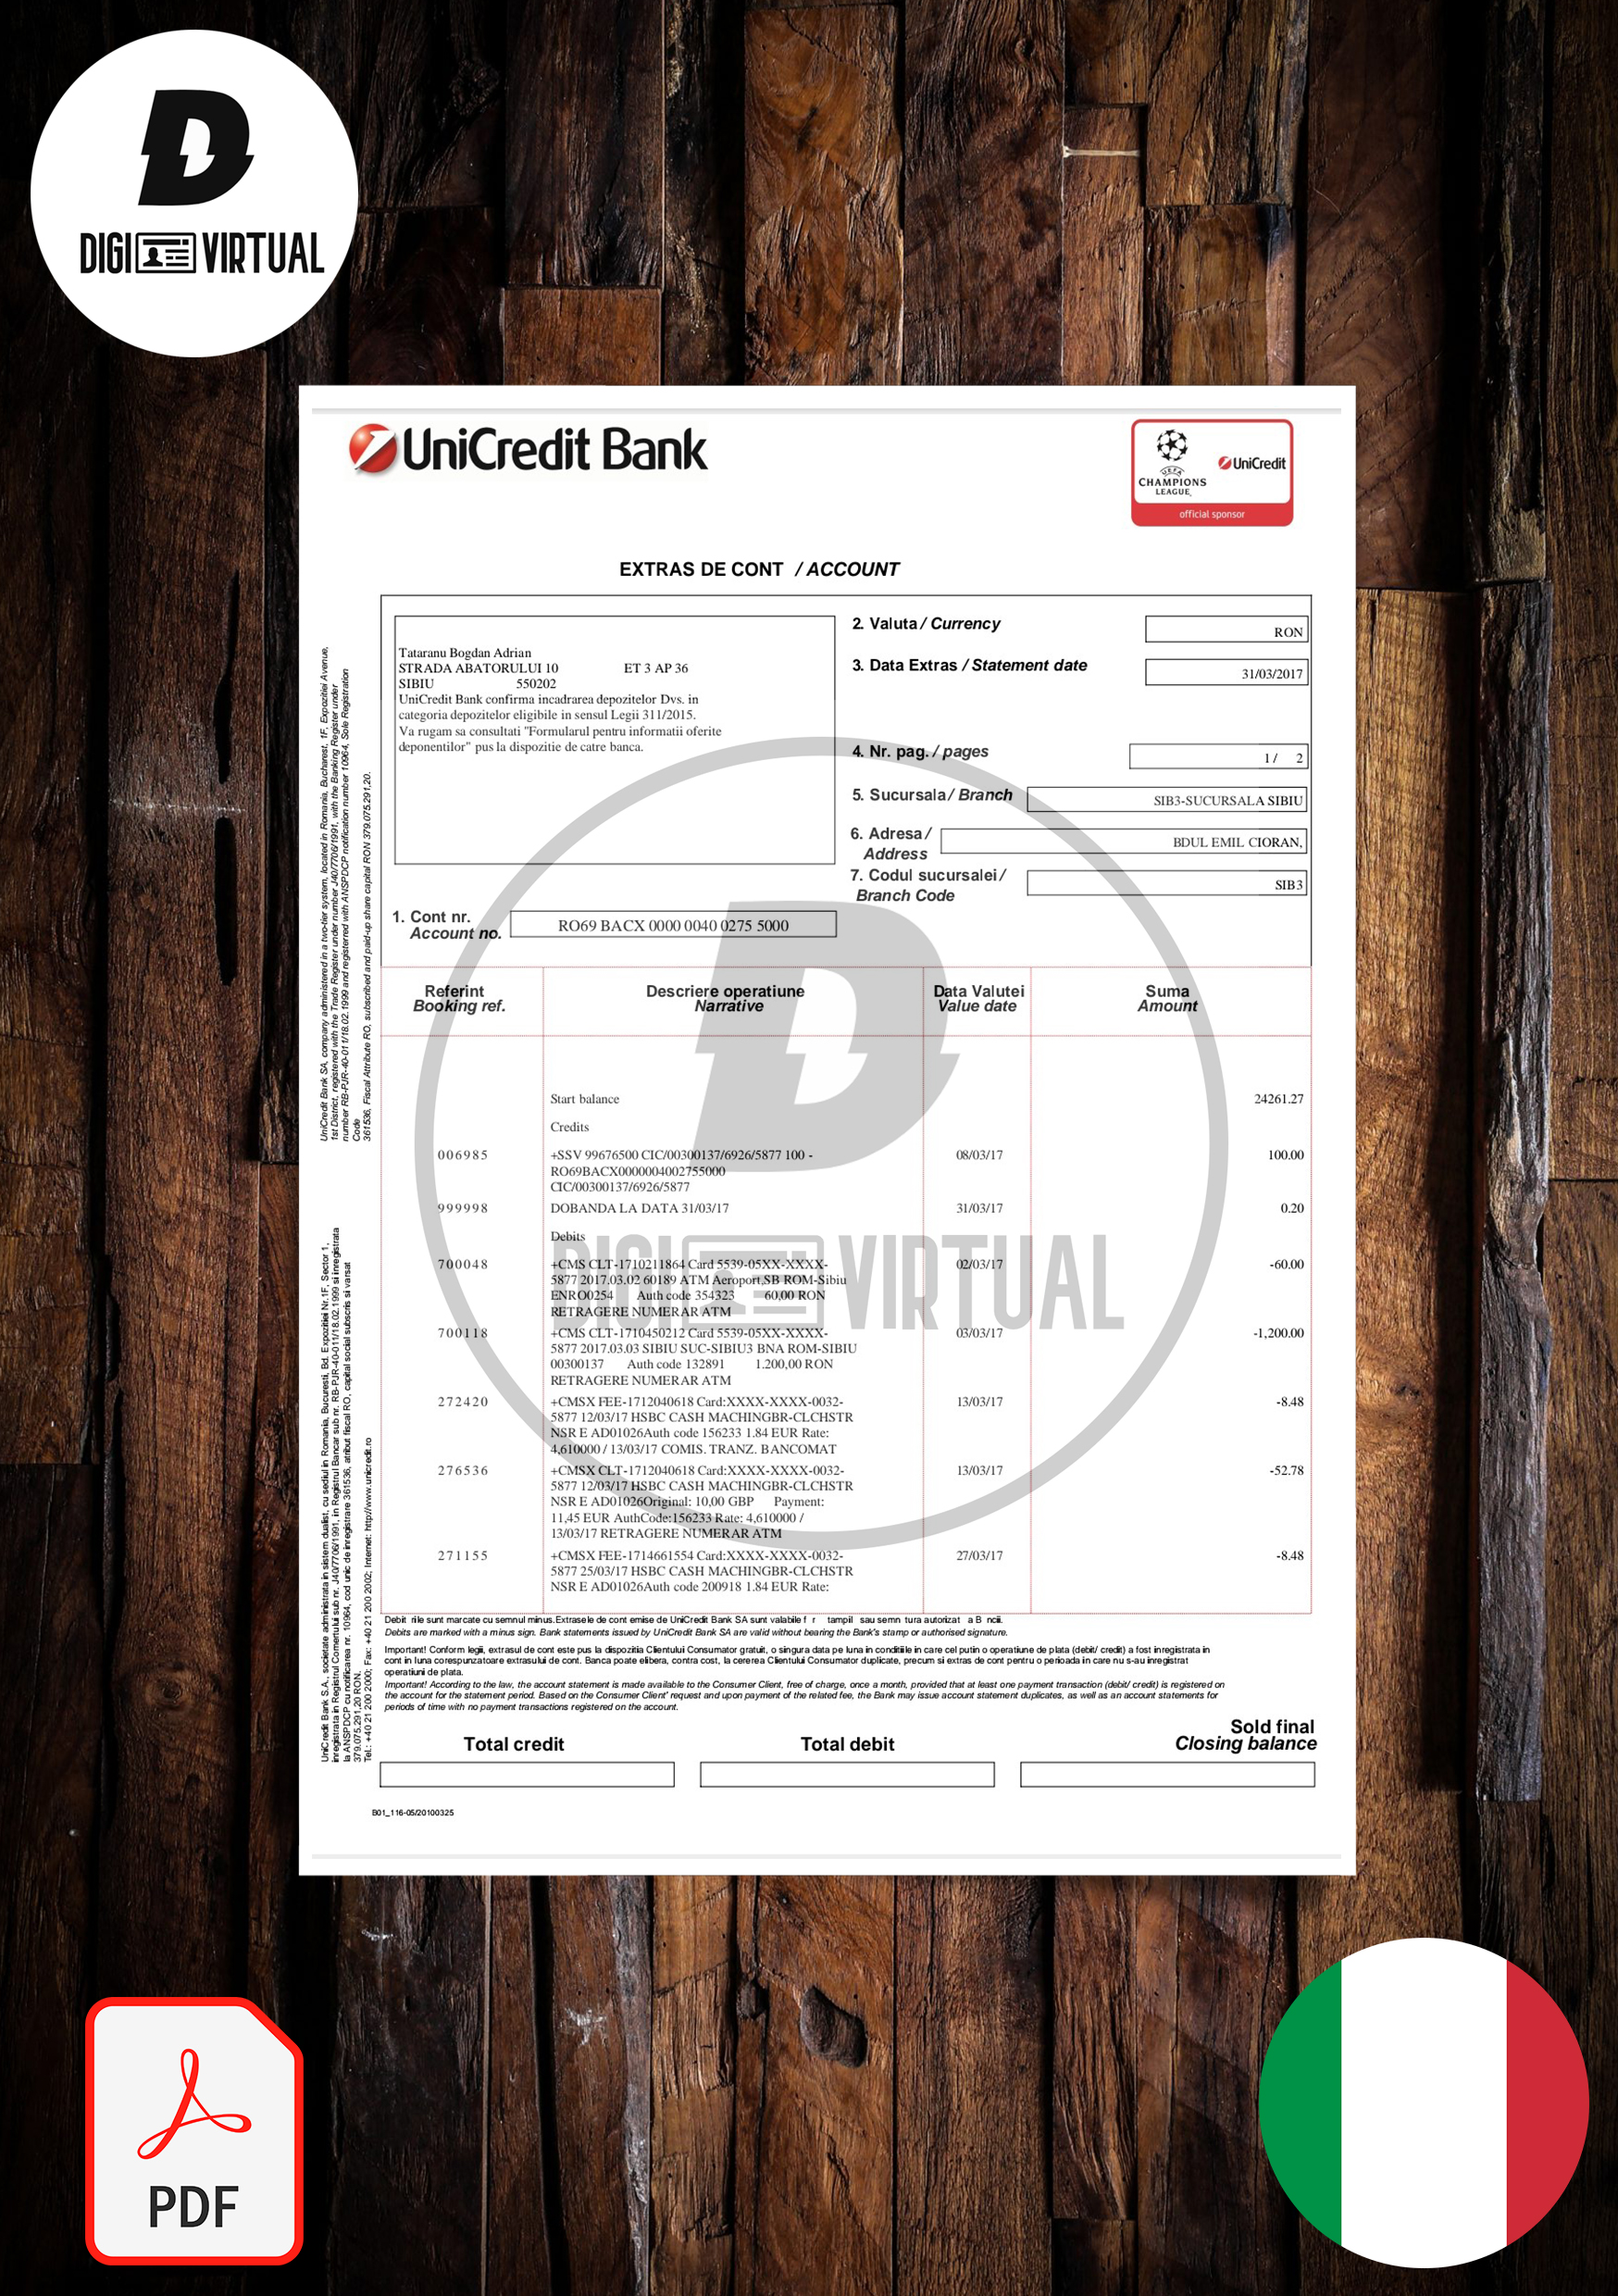 DIGI VIRTUAL
UniCredit Bank
UEFA
CHAMPIONS
LEAGUE
UniCredit
official sponsor
EXTRAS DE CONT / ACCOUNT
Tataranu Bogdan Adrian
STRADA ABATORULUI 10 ET 3 AP 36
SIBIU 550202
UniCredit Bank confirma incadrarea depozitelor Dvs. in
categoria depozitelor eligibile in sensul Legii 311/2015.
Va rugam sa consultati "Formularul pentru informatii oferite
deponentilor" pus la dispozitie de catre banca.
2. Valuta / Currency RON
3. Data Extras / Statement date 31/03/2017
4. Nr. pag. / pages 1 / 2
5. Sucursala / Branch SIB3-SUCURSALA SIBIU
6. Adresa / BDUL EMIL CIORAN,
Address
7. Codul sucursalei / SIB3
Branch Code
1. Cont nr. RO69 BACX 0000 0040 0275 5000
Account no.
Referint Descriere operatiune Data Valutei Suma
Booking ref. Narrative Value date Amount
Start balance 24261.27
Credits
006985 +SSV 99676500 CIC/00300137/6926/5877 100 - 08/03/17 100.00
RO69BACX0000004002755000
CIC/00300137/6926/5877
999998 DOBANDA LA DATA 31/03/17 31/03/17 0.20
Debits
700048 +CMS CLT-1710211864 Card 5539-05XX-XXXX- 02/03/17 -60.00
5877 2017.03.02 60189 ATM Aeroport,SB ROM-Sibiu
ENRO0254 Auth code 354323 60,00 RON
RETRAGERE NUMERAR ATM
700118 +CMS CLT-1710450212 Card 5539-05XX-XXXX- 03/03/17 -1,200.00
5877 2017.03.03 SIBIU SUC-SIBIU3 BNA ROM-SIBIU
00300137 Auth code 132891 1.200,00 RON
RETRAGERE NUMERAR ATM
272420 +CMSX FEE-1712040618 Card:XXXX-XXXX-0032- 13/03/17 -8.48
5877 12/03/17 HSBC CASH MACHINGBR-CLCHSTR
NSR E AD01026Auth code 156233 1.84 EUR Rate:
4,610000 / 13/03/17 COMIS. TRANZ. BANCOMAT
276536 +CMSX CLT-1712040618 Card:XXXX-XXXX-0032- 13/03/17 -52.78
5877 12/03/17 HSBC CASH MACHINGBR-CLCHSTR
NSR E AD01026Original: 10,00 GBP Payment:
11,45 EUR AuthCode:156233 Rate: 4,610000 /
13/03/17 RETRAGERE NUMERAR ATM
271155 +CMSX FEE-1714661554 Card:XXXX-XXXX-0032- 27/03/17 -8.48
5877 25/03/17 HSBC CASH MACHINGBR-CLCHSTR
NSR E AD01026Auth code 200918 1.84 EUR Rate:
DIGI VIRTUAL
Debit rile sunt marcate cu semnul minus.Extrasele de cont emise de UniCredit Bank SA sunt valabile f r tampil sau semn tura autorizat a B ncii.
Debits are marked with a minus sign. Bank statements issued by UniCredit Bank SA are valid without bearing the Bank's stamp or authorised signature.
Important! Conform legii, extrasul de cont este pus la dispozitia Clientului Consumator gratuit, o singura data pe luna in conditiile in care cel putin o operatiune de plata (debit/ credit) a fost inregistrata in
cont in luna corespunzatoare extrasului de cont. Banca poate elibera, contra cost, la cererea Clientului Consumator duplicate, precum si extras de cont pentru o perioada in care nu s-au inregistrat
operatiuni de plata.
Important! According to the law, the account statement is made available to the Consumer Client, free of charge, once a month, provided that at least one payment transaction (debit/ credit) is registered on
the account for the statement period. Based on the Consumer Client' request and upon payment of the related fee, the Bank may issue account statement duplicates, as well as an account statements for
periods of time with no payment transactions registered on the account.
Total credit Total debit Sold final
Closing balance
B01_116-05/20100325
UniCredit Bank SA, company administered in a two-tier system, located in Romania, Bucharest, 1F, Expozitiei Avenue,
1st District, registered with the Trade Register under number J40/7706/1991, with the Banking Register under
number RB-PJR-40-011/18.02.1999 and registerred with ANSPDCP notification number 10964, Sole Registration
Code
361536, Fiscal Attribute RO, subscribed and paid-up share capital RON 379.075.291,20.
UniCredit Bank S.A., societate administrata in sistem dualist, cu sediul in Romania, Bucuresti, Bd. Expozitiei Nr.1F, Sector 1,
inregistrata in Registrul Comertului sub nr. J40/7706/1991, in Registrul Bancar sub nr. RB-PJR-40-011/18.02.1999 si inregistrata
la ANSPDCP cu notificarea nr. 10964, cod unic de inregistrare 361536, atribut fiscal RO, capital social subscris si varsat
379.075.291,20 RON.
Tel.: +40 21 200 2000; Fax: +40 21 200 2002; Internet: http://www.unicredit.ro
PDF